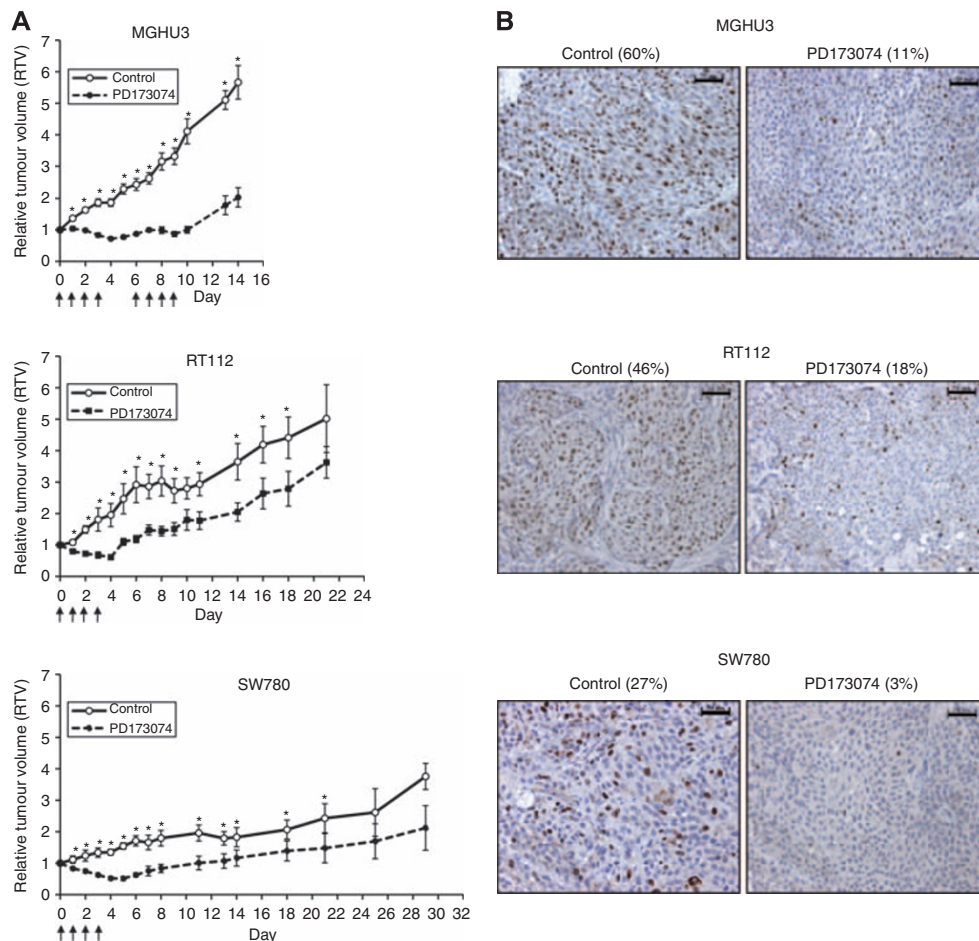 A
MGHU3
Relative tumour volume (RTV)
7
6
5
4
3
2
1
0
Control
PD173074
* * * * * * * * * * * *
0 2 4 6 8 10 12 14 16
Day
RT112
Relative tumour volume (RTV)
7
6
5
4
3
2
1
0
Control
PD173074
* * * * * * * * * * * * *
0 2 4 6 8 10 12 14 16 18 20 22 24
Day
SW780
Relative tumour volume (RTV)
7
6
5
4
3
2
1
0
Control
PD173074
* * * * * * * * * * * * *
0 2 4 6 8 10 12 14 16 18 20 22 24 26 28 30 32
Day
B
MGHU3
Control (60%) PD173074 (11%)
RT112
Control (46%) PD173074 (18%)
SW780
Control (27%) PD173074 (3%)